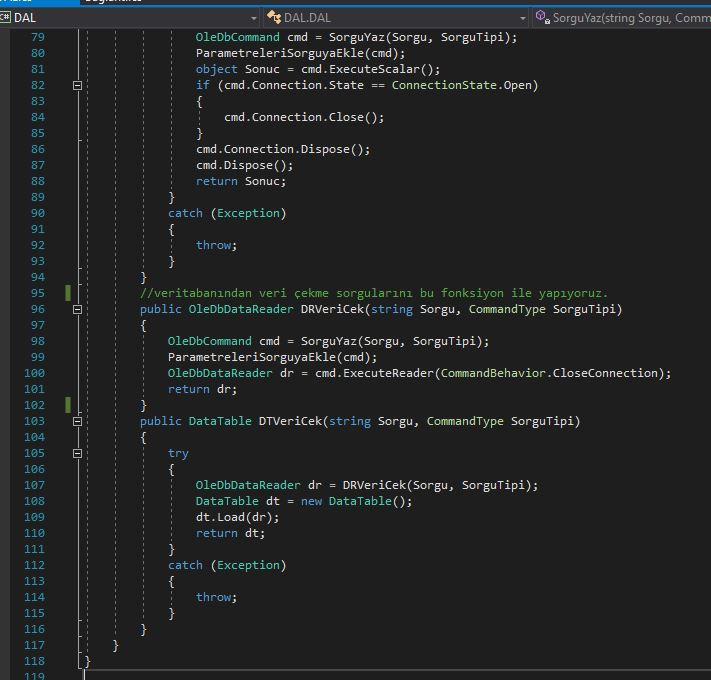 DAL DAL.DAL SorguYaz(string Sorgu, Comm
79 OleDbCommand cmd = SorguYaz(Sorgu, SorguTipi);
80 ParametreleriSorguyaEkle(cmd);
81 object Sonuc = cmd.ExecuteScalar();
82 if (cmd.Connection.State == ConnectionState.Open)
83 {
84 cmd.Connection.Close();
85 }
86 cmd.Connection.Dispose();
87 cmd.Dispose();
88 return Sonuc;
89 }
90 catch (Exception)
91 {
92 throw;
93 }
94 }
95 //veritabanından veri çekme sorgularını bu fonksiyon ile yapıyoruz.
96 public OleDbDataReader DRVeriCek(string Sorgu, CommandType SorguTipi)
97 {
98 OleDbCommand cmd = SorguYaz(Sorgu, SorguTipi);
99 ParametreleriSorguyaEkle(cmd);
100 OleDbDataReader dr = cmd.ExecuteReader(CommandBehavior.CloseConnection);
101 return dr;
102 }
103 public DataTable DTVeriCek(string Sorgu, CommandType SorguTipi)
104 {
105 try
106 {
107 OleDbDataReader dr = DRVeriCek(Sorgu, SorguTipi);
108 DataTable dt = new DataTable();
109 dt.Load(dr);
110 return dt;
111 }
112 catch (Exception)
113 {
114 throw;
115 }
116 }
117 }
118 }
119